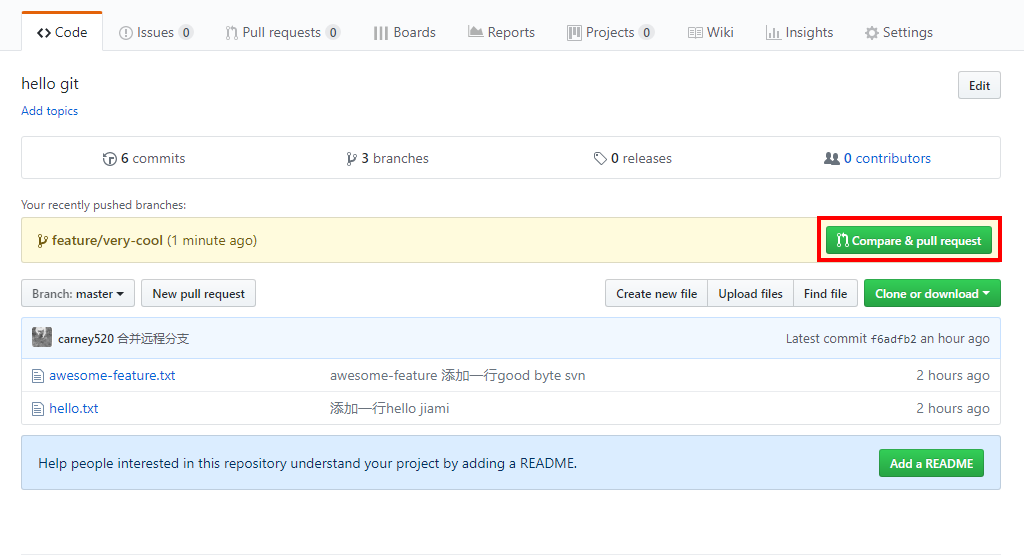 Code Issues 0 Pull requests 0 Boards Reports Projects 0 Wiki Insights Settings
hello git Edit
Add topics
6 commits 3 branches 0 releases 0 contributors
Your recently pushed branches:
feature/very-cool (1 minute ago) Compare & pull request
Branch: master New pull request Create new file Upload files Find file Clone or download
carney520 合并远程分支 Latest commit f6adfb2 an hour ago
awesome-feature.txt awesome-feature 添加一行good byte svn 2 hours ago
hello.txt 添加一行hello jiami 2 hours ago
Help people interested in this repository understand your project by adding a README. Add a README